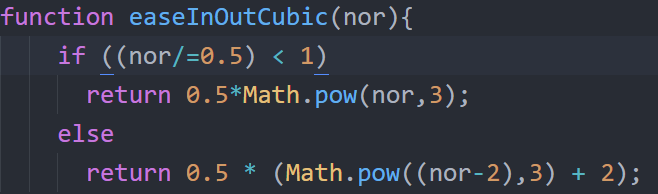 function easeInOutCubic(nor){
    if ((nor/=0.5) < 1)
      return 0.5*Math.pow(nor,3);
    else
      return 0.5 * (Math.pow((nor-2),3) + 2);